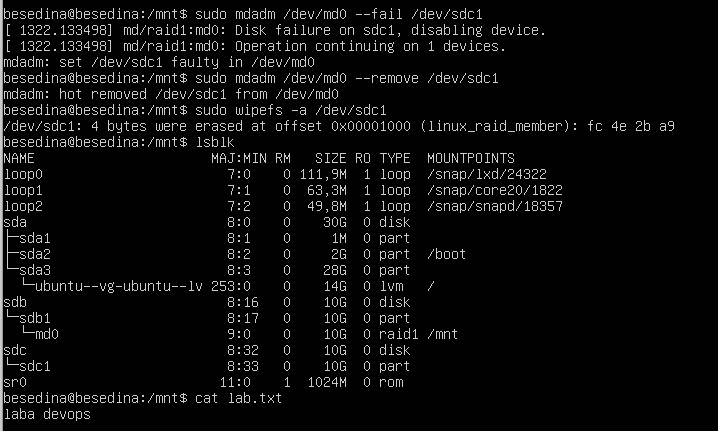 besedina@besedina:/mnt$ sudo mdadm /dev/md0 --fail /dev/sdc1
[ 1322.133498] md/raid1:md0: Disk failure on sdc1, disabling device.
[ 1322.133498] md/raid1:md0: Operation continuing on 1 devices.
mdadm: set /dev/sdc1 faulty in /dev/md0
besedina@besedina:/mnt$ sudo mdadm /dev/md0 --remove /dev/sdc1
mdadm: hot removed /dev/sdc1 from /dev/md0
besedina@besedina:/mnt$ sudo wipefs -a /dev/sdc1
/dev/sdc1: 4 bytes were erased at offset 0x00001000 (linux_raid_member): fc 4e 2b a9
besedina@besedina:/mnt$ lsblk
NAME                      MAJ:MIN RM   SIZE RO TYPE  MOUNTPOINTS
loop0                       7:0    0 111,9M  1 loop  /snap/lxd/24322
loop1                       7:1    0  63,3M  1 loop  /snap/core20/1822
loop2                       7:2    0  49,8M  1 loop  /snap/snapd/18357
sda                         8:0    0    30G  0 disk
├─sda1                      8:1    0     1M  0 part
├─sda2                      8:2    0     2G  0 part  /boot
└─sda3                      8:3    0    28G  0 part
  └─ubuntu--vg-ubuntu--lv 253:0    0    14G  0 lvm   /
sdb                         8:16   0    10G  0 disk
└─sdb1                      8:17   0    10G  0 part
  └─md0                     9:0    0    10G  0 raid1 /mnt
sdc                         8:32   0    10G  0 disk
└─sdc1                      8:33   0    10G  0 part
sr0                        11:0    1  1024M  0 rom
besedina@besedina:/mnt$ cat lab.txt
laba devops